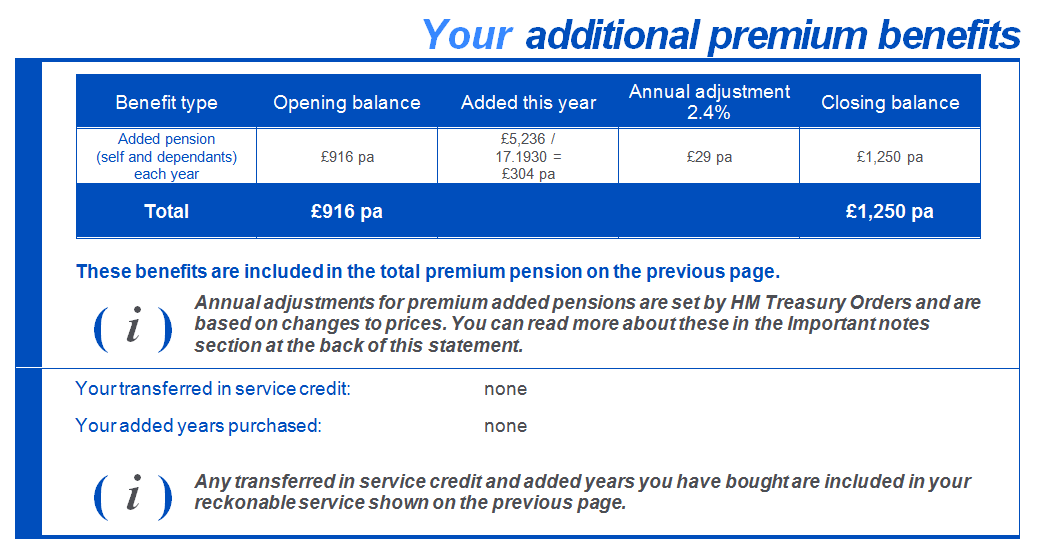 Your additional premium benefits
Benefit type
Opening balance
Added this year
Annual adjustment
2.4%
Closing balance
Added pension
(self and dependants)
each year
£916 pa
£5,236 /
17.1930 =
£304 pa
£29 pa
£1,250 pa
Total
£916 pa
£1,250 pa
These benefits are included in the total premium pension on the previous page.
( i )
Annual adjustments for premium added pensions are set by HM Treasury Orders and are
based on changes to prices. You can read more about these in the Important notes
section at the back of this statement.
Your transferred in service credit: none
Your added years purchased: none
( i )
Any transferred in service credit and added years you have bought are included in your
reckonable service shown on the previous page.